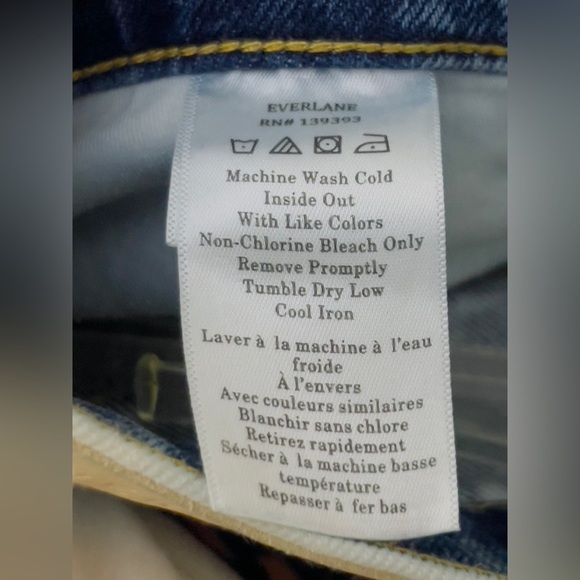 EVERLANE
RN# 139393
Machine Wash Cold
Inside Out
With Like Colors
Non-Chlorine Bleach Only
Remove Promptly
Tumble Dry Low
Cool Iron
Laver à la machine à l'eau
froide
À l'envers
Avec couleurs similaires
Blanchir sans chlore
Retirez rapidement
Sécher à la machine basse
température
Repasser à fer bas